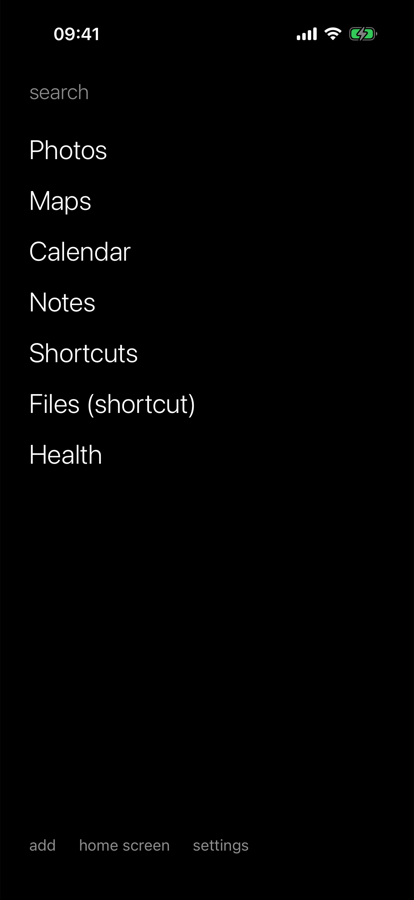 09:41
search
Photos
Maps
Calendar
Notes
Shortcuts
Files (shortcut)
Health
add home screen settings